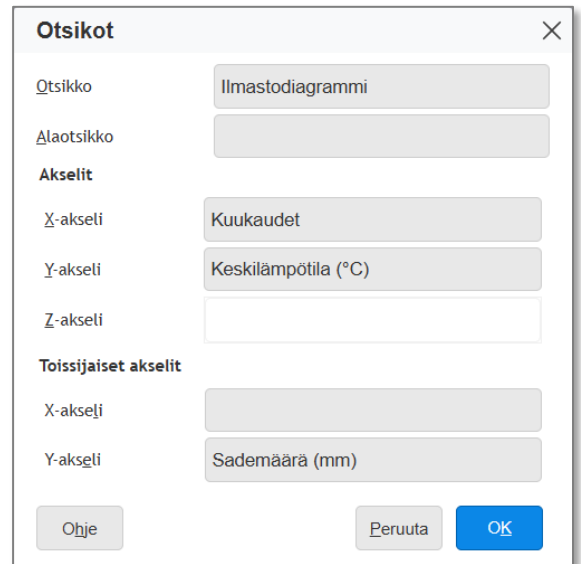 Otsikot
Otsikko Ilmastodiagrammi
Alaotsikko
Akselit
X-akseli Kuukaudet
Y-akseli Keskilämpötila (°C)
Z-akseli
Toissijaiset akselit
X-akseli
Y-akseli Sademäärä (mm)
Ohje Peruuta OK